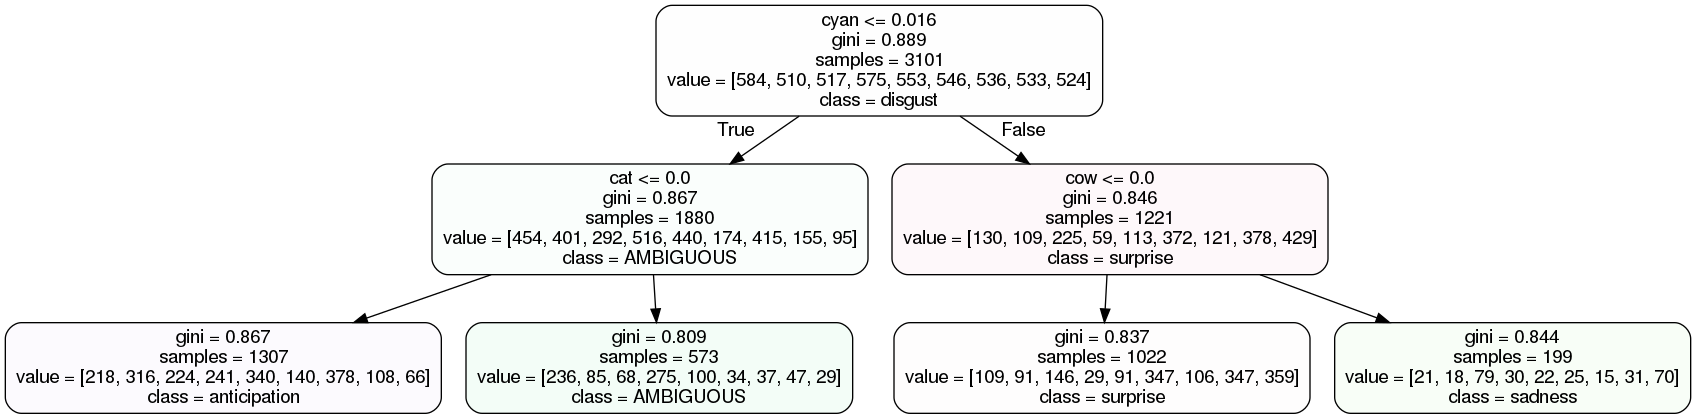 cyan <= 0.016
gini = 0.889
samples = 3101
value = [584, 510, 517, 575, 553, 546, 536, 533, 524]
class = disgust
True
False
cat <= 0.0
gini = 0.867
samples = 1880
value = [454, 401, 292, 516, 440, 174, 415, 155, 95]
class = AMBIGUOUS
cow <= 0.0
gini = 0.846
samples = 1221
value = [130, 109, 225, 59, 113, 372, 121, 378, 429]
class = surprise
gini = 0.867
samples = 1307
value = [218, 316, 224, 241, 340, 140, 378, 108, 66]
class = anticipation
gini = 0.809
samples = 573
value = [236, 85, 68, 275, 100, 34, 37, 47, 29]
class = AMBIGUOUS
gini = 0.837
samples = 1022
value = [109, 91, 146, 29, 91, 347, 106, 347, 359]
class = surprise
gini = 0.844
samples = 199
value = [21, 18, 79, 30, 22, 25, 15, 31, 70]
class = sadness